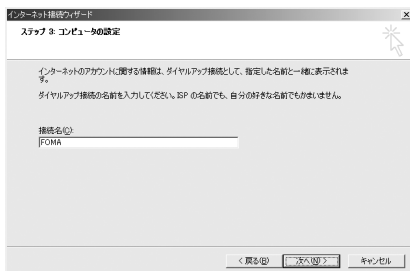 インターネット接続ウィザード
ステップ 3: コンピュータの設定
インターネットのアカウントに関する情報は、ダイヤルアップ接続として、指定した名前と一緒に表示されま
す。
ダイヤルアップ接続の名前を入力してください。ISP の名前でも、自分の好きな名前でもかまいません。
接続名(C):
FOMA
< 戻る(B)
次へ(N) >
キャンセル